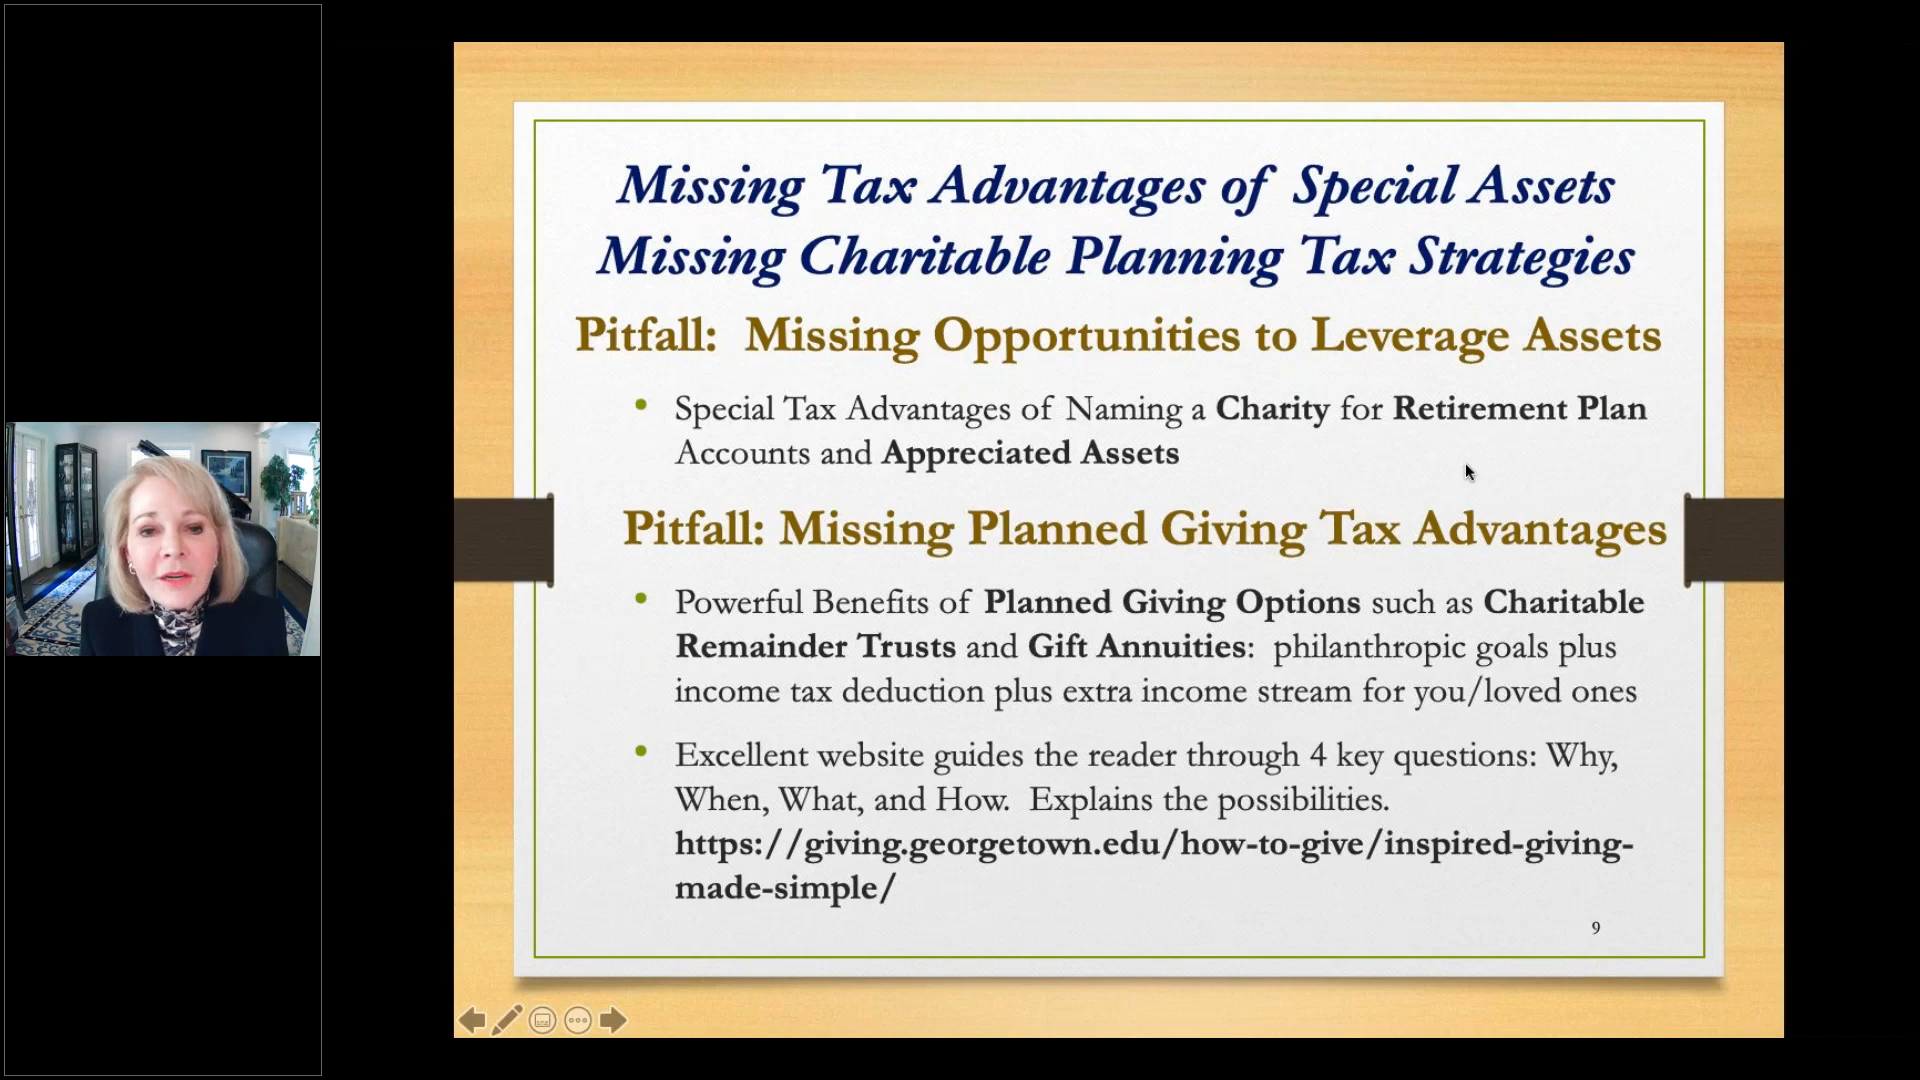 Missing Tax Advantages of Special Assets
Missing Charitable Planning Tax Strategies
Pitfall: Missing Opportunities to Leverage Assets
• Special Tax Advantages of Naming a Charity for Retirement Plan
Accounts and Appreciated Assets
Pitfall: Missing Planned Giving Tax Advantages
• Powerful Benefits of Planned Giving Options such as Charitable
Remainder Trusts and Gift Annuities: philanthropic goals plus
income tax deduction plus extra income stream for you/loved ones
• Excellent website guides the reader through 4 key questions: Why,
When, What, and How. Explains the possibilities.
https://giving.georgetown.edu/how-to-give/inspired-giving-
made-simple/
9